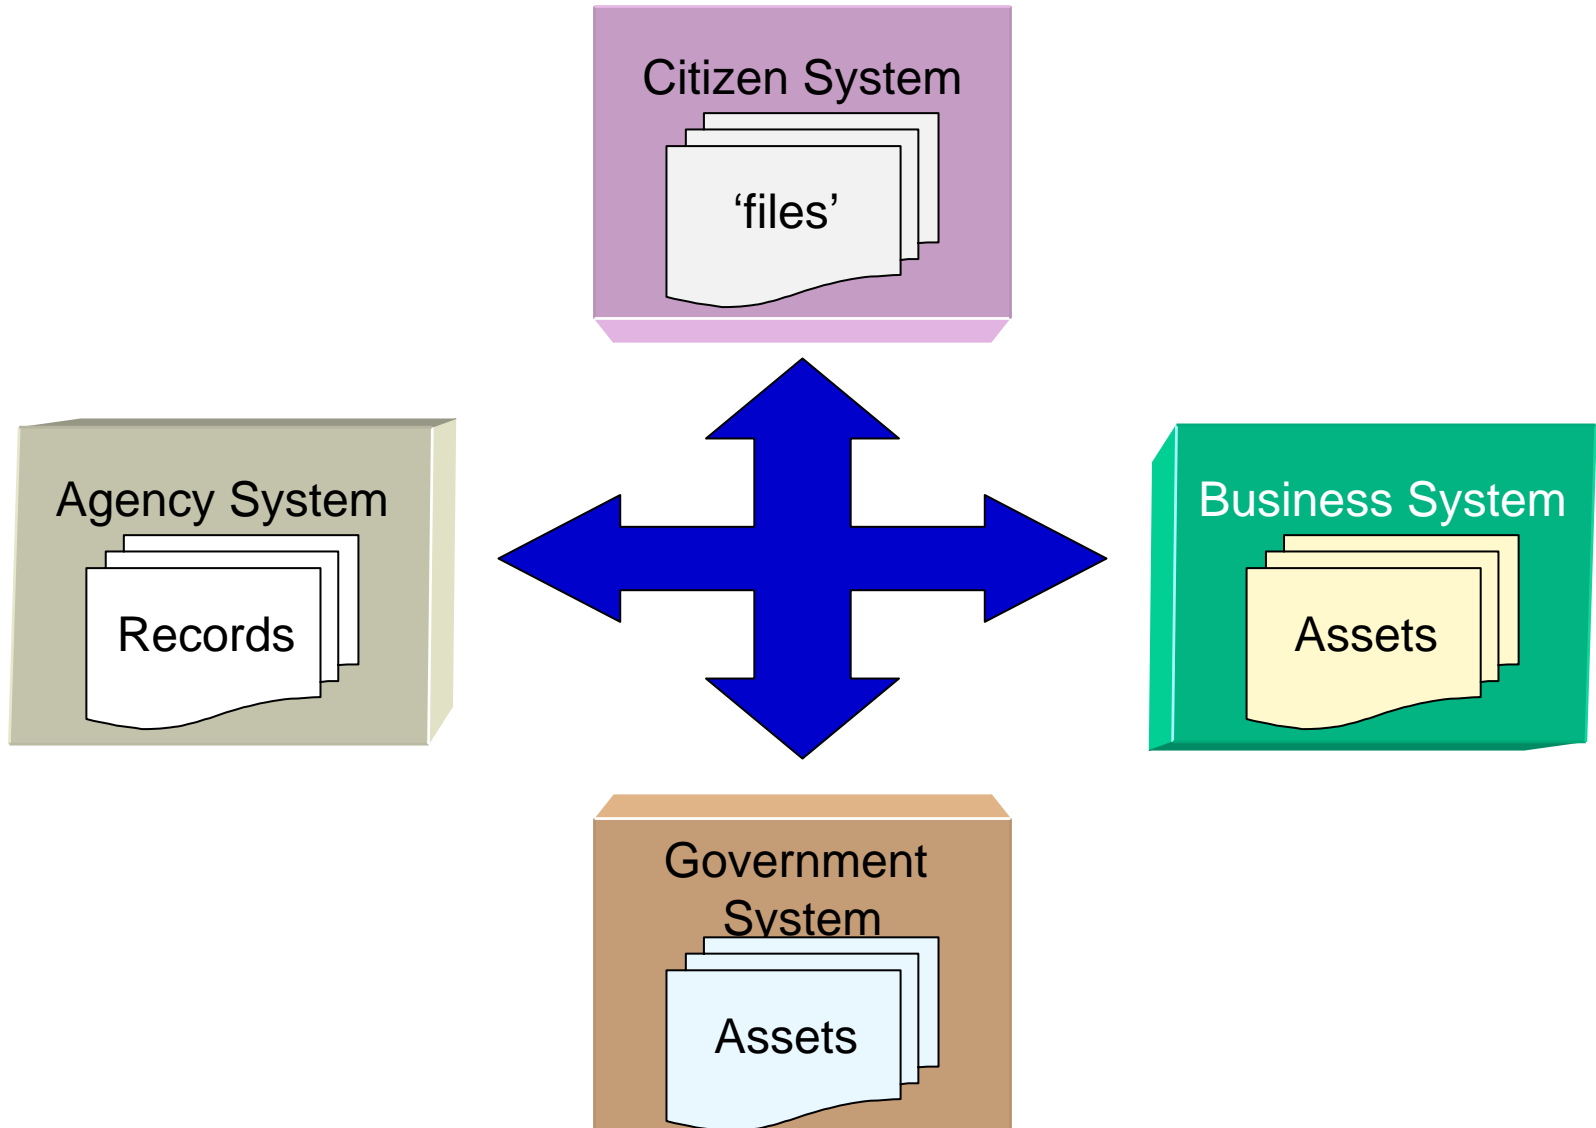 Citizen System
‘files’
Agency System
Records
Business System
Assets
Government
System
Assets